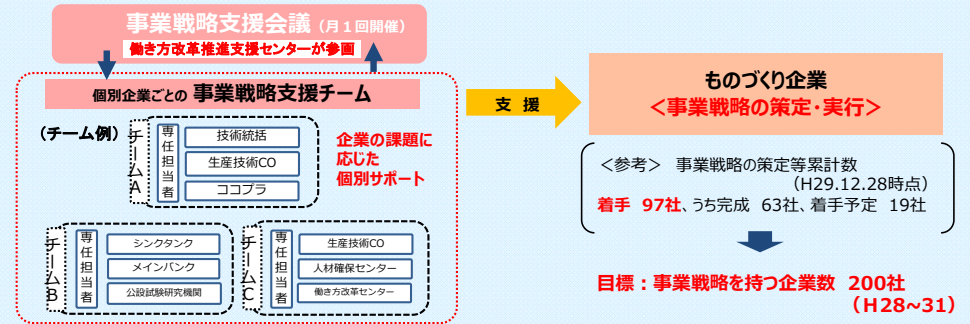 事業戦略支援会議（月１回開催）
働き方改革推進支援センターが参画
個別企業ごとの 事業戦略支援チーム
（チーム例）
チームA
専任担当者
技術統括
生産技術CO
ココプラ
企業の課題に
応じた
個別サポート
チームB
専任担当者
シンクタンク
メインバンク
公設試験研究機関
チームC
専任担当者
生産技術CO
人材確保センター
働き方改革センター
支 援
ものづくり企業
＜事業戦略の策定・実行＞
＜参考＞ 事業戦略の策定等累計数
（H29.12.28時点）
着手 97社、うち完成 63社、着手予定 19社
目標：事業戦略を持つ企業数 200社
（H28~31）